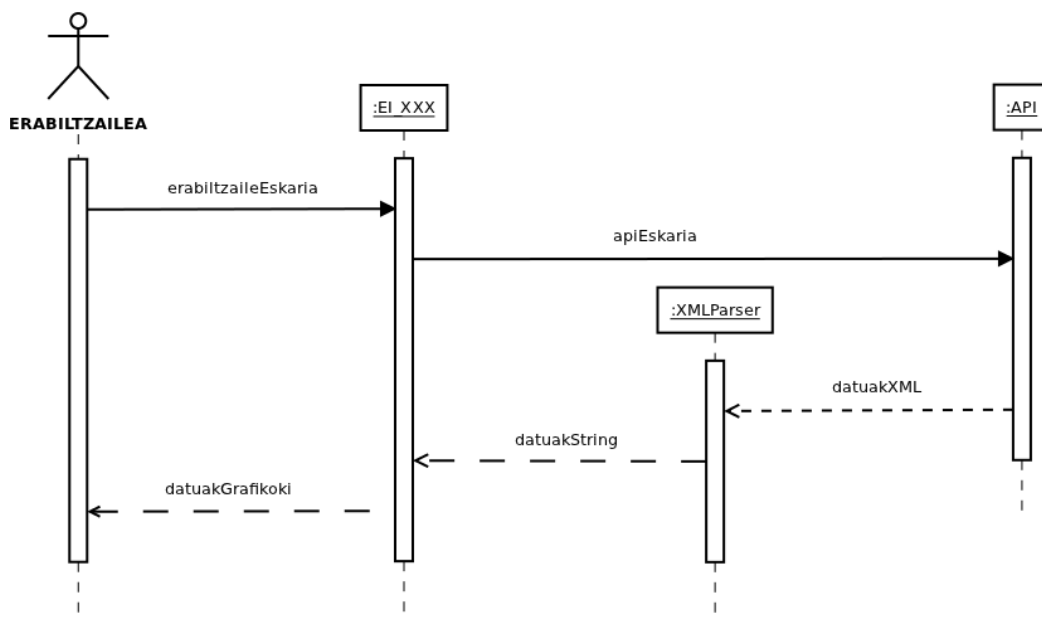 ERABILTZAILEA
:EI_XXX
:API
erabiltzaileEskaria
apiEskaria
:XMLParser
datuakXML
datuakString
datuakGrafikoki